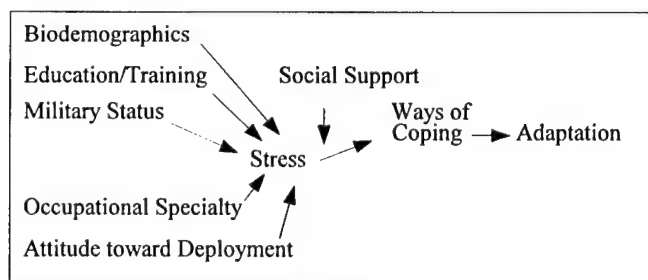 Biodemographics
Education/Training
Social Support
Military Status
Ways of
Coping
Adaptation
Stress
Occupational Specialty
Attitude toward Deployment